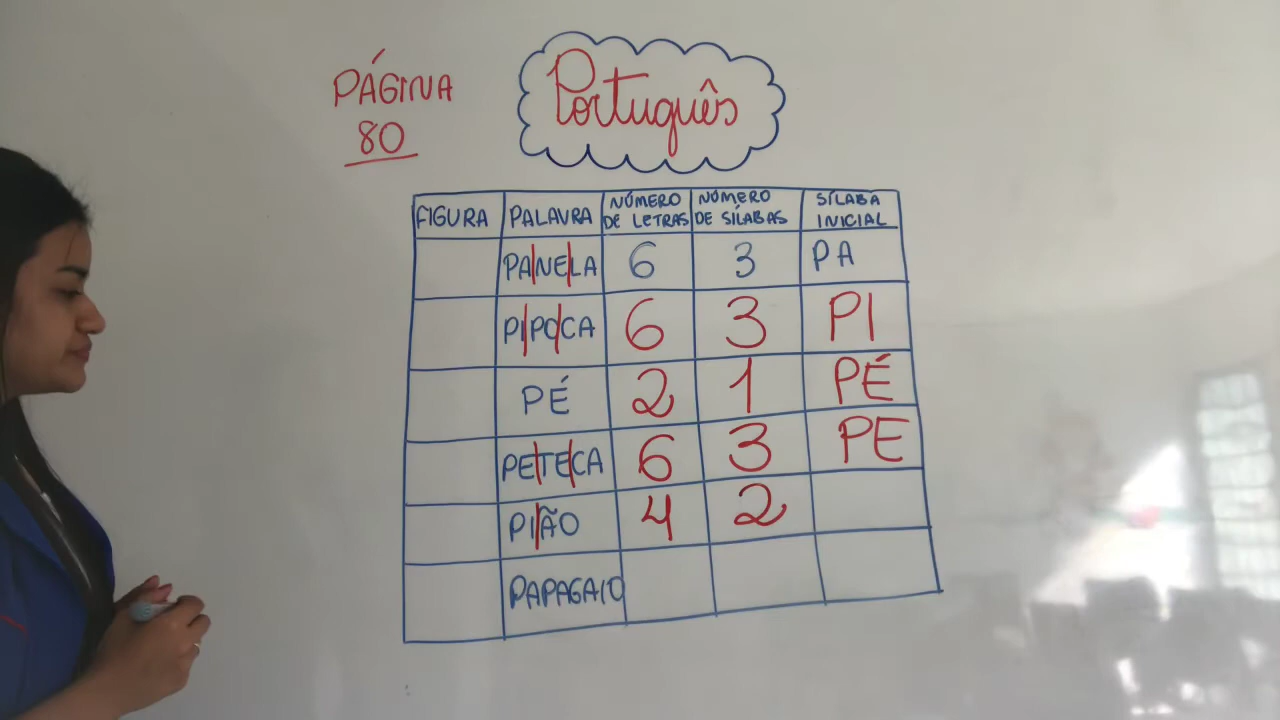 PÁGINA
80
Português
FIGURA PALAVRA NÚMERO DE LETRAS NÚMERO DE SÍLABAS SÍLABA INICIAL
PA|NE|LA 6 3 PA
PI|PO|CA 6 3 PI
PÉ 2 1 PÉ
PE|TE|CA 6 3 PE
PI|ÃO 4 2
PAPAGAIO